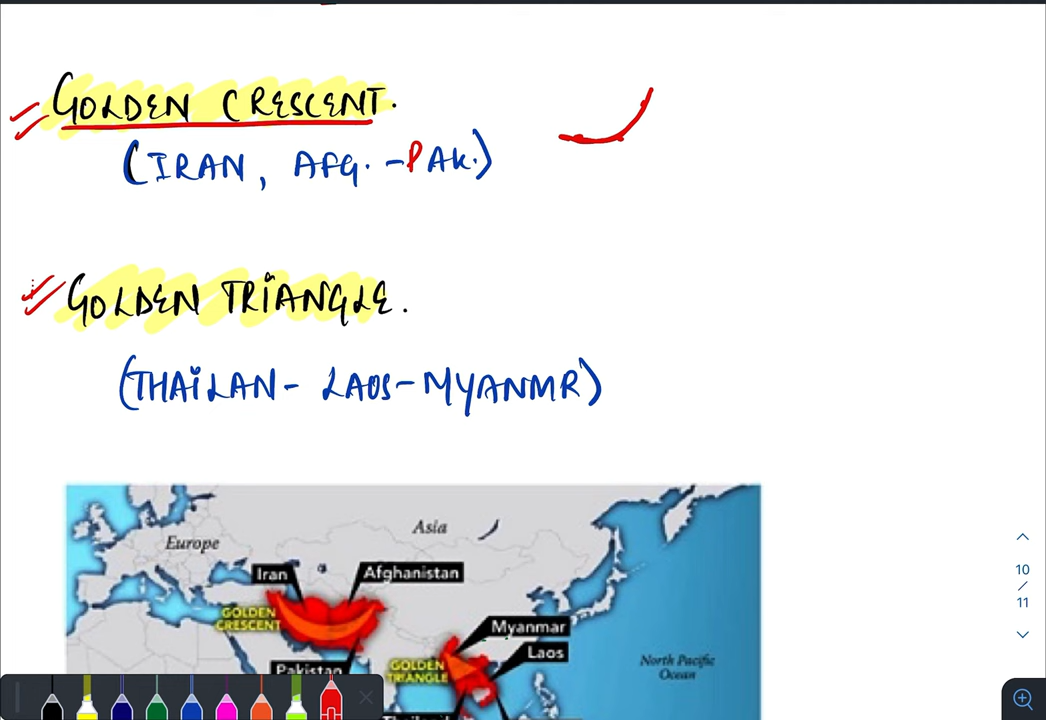 GOLDEN CRESCENT.
(IRAN, AFG. - PAK.)
GOLDEN TRIANGLE.
(THAILAN - LAOS - MYANMR)
Asia
Europe
Iran
Afghanistan
GOLDEN
CRESCENT
Myanmar
Laos
Pakistan
GOLDEN
TRIANGLE
North Pacific
Ocean
10
/
11